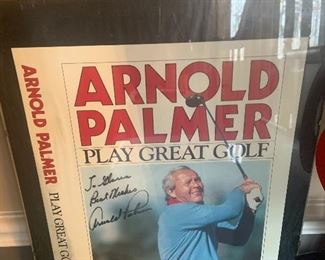 ARNOLD PALMER PLAY GREAT GO
ARNOLD
PALMER
PLAY GREAT GOLF
To
Best Wishes
Arnold Palmer